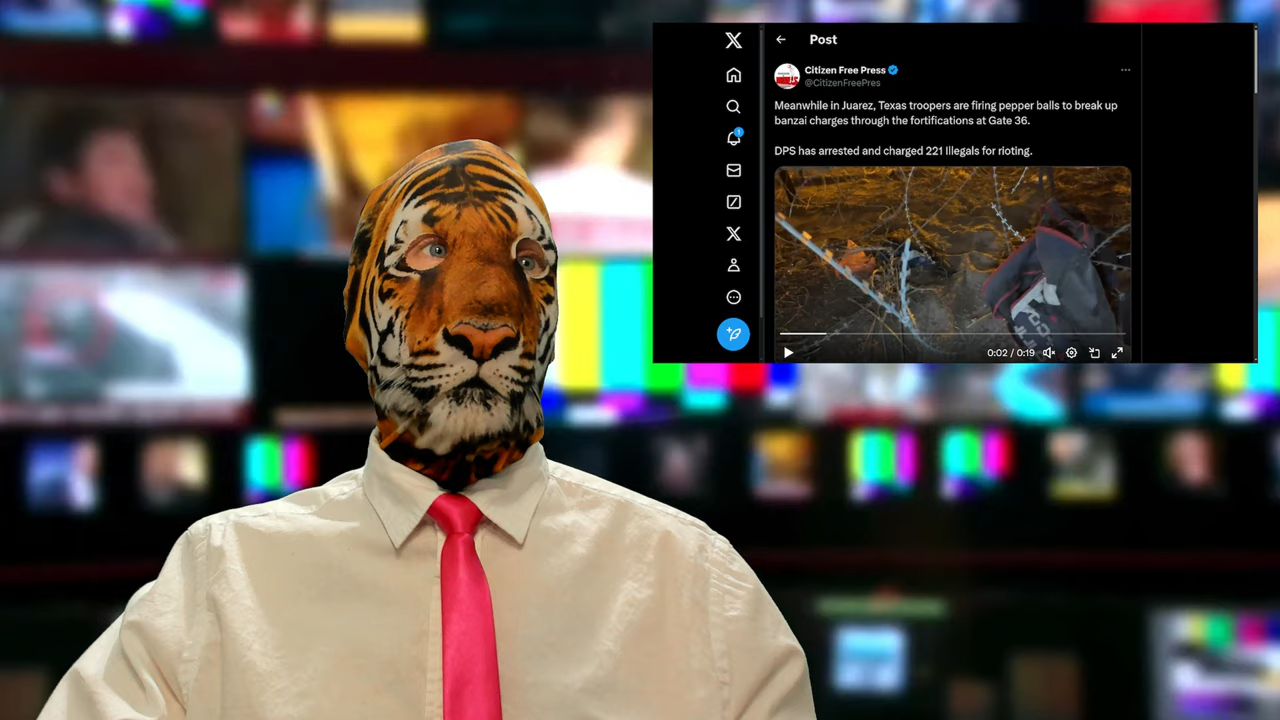 Post
Citizen Free Press
@CitizenFreePres
Meanwhile in Juarez, Texas troopers are firing pepper balls to break up
banzai charges through the fortifications at Gate 36.
DPS has arrested and charged 221 Illegals for rioting.
0:02 / 0:19